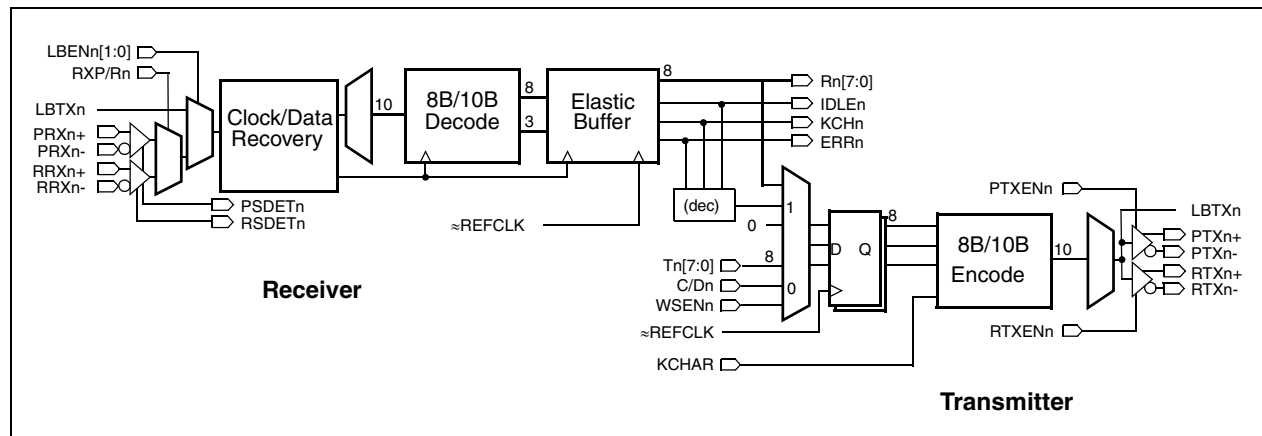 LBENn[1:0]
RXP/Rn
LBTXn
PRXn+
PRXn-
RRXn+
RRXn-
PSDETn
RSDETn
Clock/Data
Recovery
10
8B/10B
Decode
8
3
Elastic
Buffer
8
Rn[7:0]
IDLEn
KCHn
ERRn
(dec)
≈REFCLK
Receiver
1
0
8
Tn[7:0]
C/Dn
WSENn
0
≈REFCLK
KCHAR
D Q
8
8B/10B
Encode
10
PTXENn
LBTXn
PTXn+
PTXn-
RTXn+
RTXn-
RTXENn
Transmitter